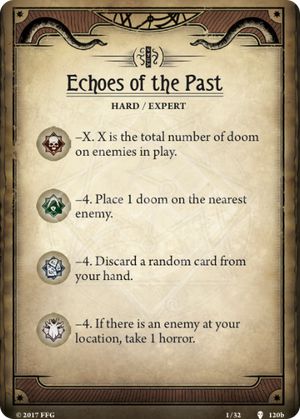 Echoes of the Past
HARD / EXPERT
–X. X is the total number of doom
on enemies in play.
–4. Place 1 doom on the nearest
enemy.
–4. Discard a random card from
your hand.
–4. If there is an enemy at your
location, take 1 horror.
© 2017 FFG 1/32 120b